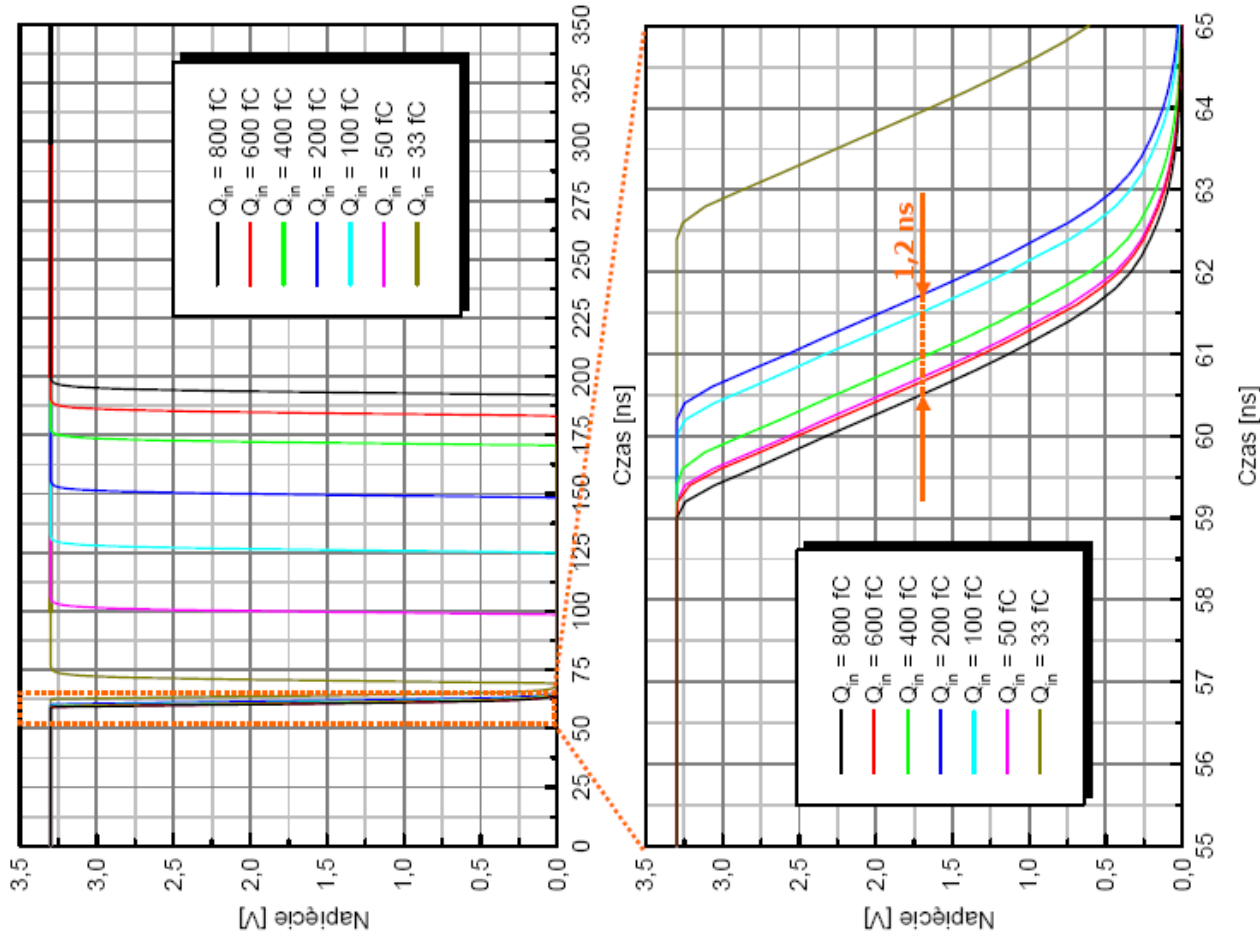 3,5
3,0
2,5
2,0
1,5
1,0
0,5
0,0
Napięcie [V]
0 25 50 75 100 125 150 175 200 225 250 275 300 325 350
Czas [ns]
Qin = 800 fC
Qin = 600 fC
Qin = 400 fC
Qin = 200 fC
Qin = 100 fC
Qin = 50 fC
Qin = 33 fC
3,5
3,0
2,5
2,0
1,5
1,0
0,5
0,0
Napięcie [V]
55 56 57 58 59 60 61 62 63 64 65
Czas [ns]
Qin = 800 fC
Qin = 600 fC
Qin = 400 fC
Qin = 200 fC
Qin = 100 fC
Qin = 50 fC
Qin = 33 fC
1,2 ns